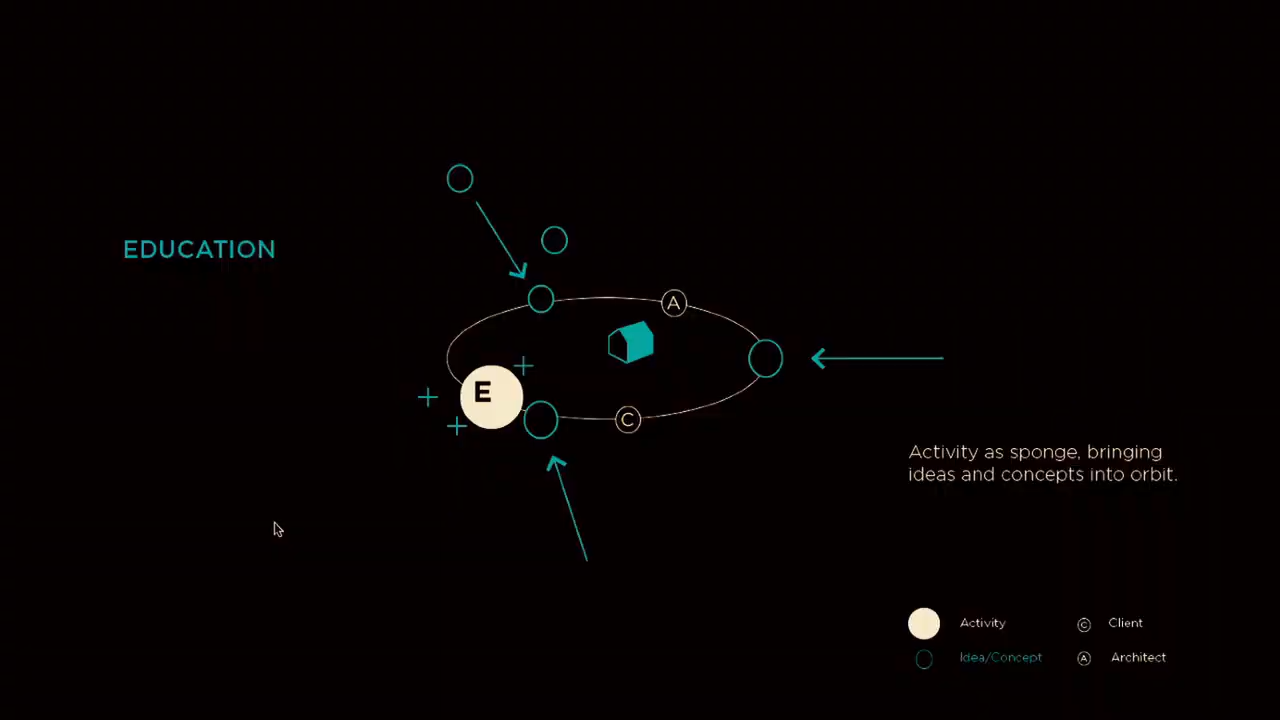 EDUCATION
A
E
C
Activity as sponge, bringing
ideas and concepts into orbit.
Activity
C Client
Idea/Concept
A Architect